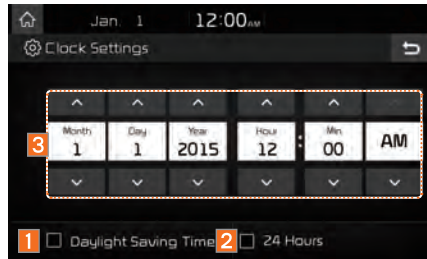 Jan. 1 12:00AM
Clock Settings
Month Day Year Hour Min
3 1 1 2015 12 : 00 AM
1 Daylight Saving Time 2 24 Hours